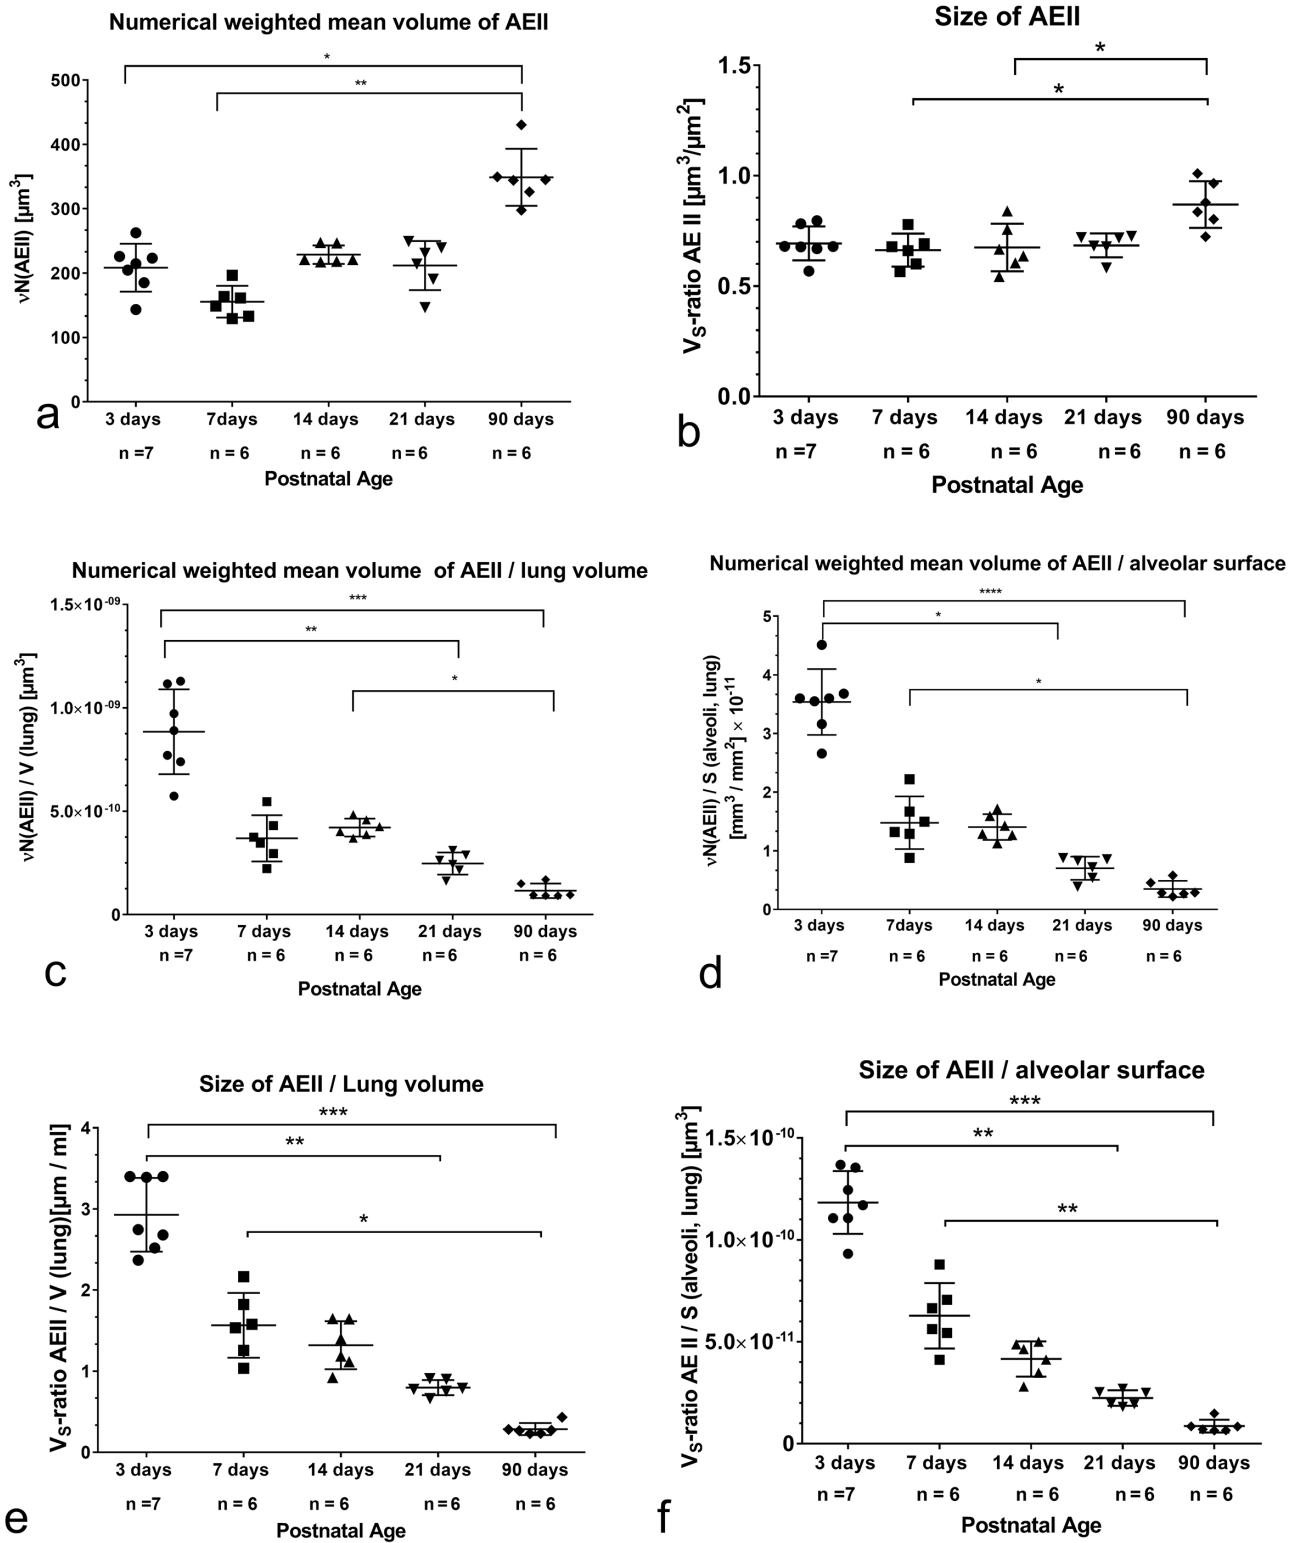 Numerical weighted mean volume of AEII
*
**
500
400
300
200
100
0
νN(AEII) [µm³]
3 days 7days 14 days 21 days 90 days
n =7 n = 6 n = 6 n = 6 n = 6
Postnatal Age
a
Size of AEII
*
*
1.5
1.0
0.5
0.0
VS-ratio AE II [µm³/µm²]
3 days 7 days 14 days 21 days 90 days
n =7 n = 6 n = 6 n = 6 n = 6
Postnatal Age
b
Numerical weighted mean volume of AEII / lung volume
***
**
*
1.5×10⁻⁰⁹
1.0×10⁻⁰⁹
5.0×10⁻¹⁰
0
νN(AEII) / V (lung) [µm³]
3 days 7 days 14 days 21 days 90 days
n =7 n = 6 n = 6 n = 6 n = 6
Postnatal Age
c
Numerical weighted mean volume of AEII / alveolar surface
****
*
*
5
4
3
2
1
0
νN(AEII) / S (alveoli, lung)
[mm³ / mm²] × 10⁻¹¹
3 days 7days 14 days 21 days 90 days
n =7 n = 6 n = 6 n = 6 n = 6
Postnatal Age
d
Size of AEII / Lung volume
***
**
*
4
3
2
1
0
VS-ratio AEII / V (lung)[µm / ml]
3 days 7 days 14 days 21 days 90 days
n =7 n = 6 n = 6 n = 6 n = 6
Postnatal Age
e
Size of AEII / alveolar surface
***
**
**
1.5×10⁻¹⁰
1.0×10⁻¹⁰
5.0×10⁻¹¹
0
VS-ratio AE II / S (alveoli, lung) [µm³]
3 days 7 days 14 days 21 days 90 days
n =7 n = 6 n = 6 n = 6 n = 6
Postnatal Age
f